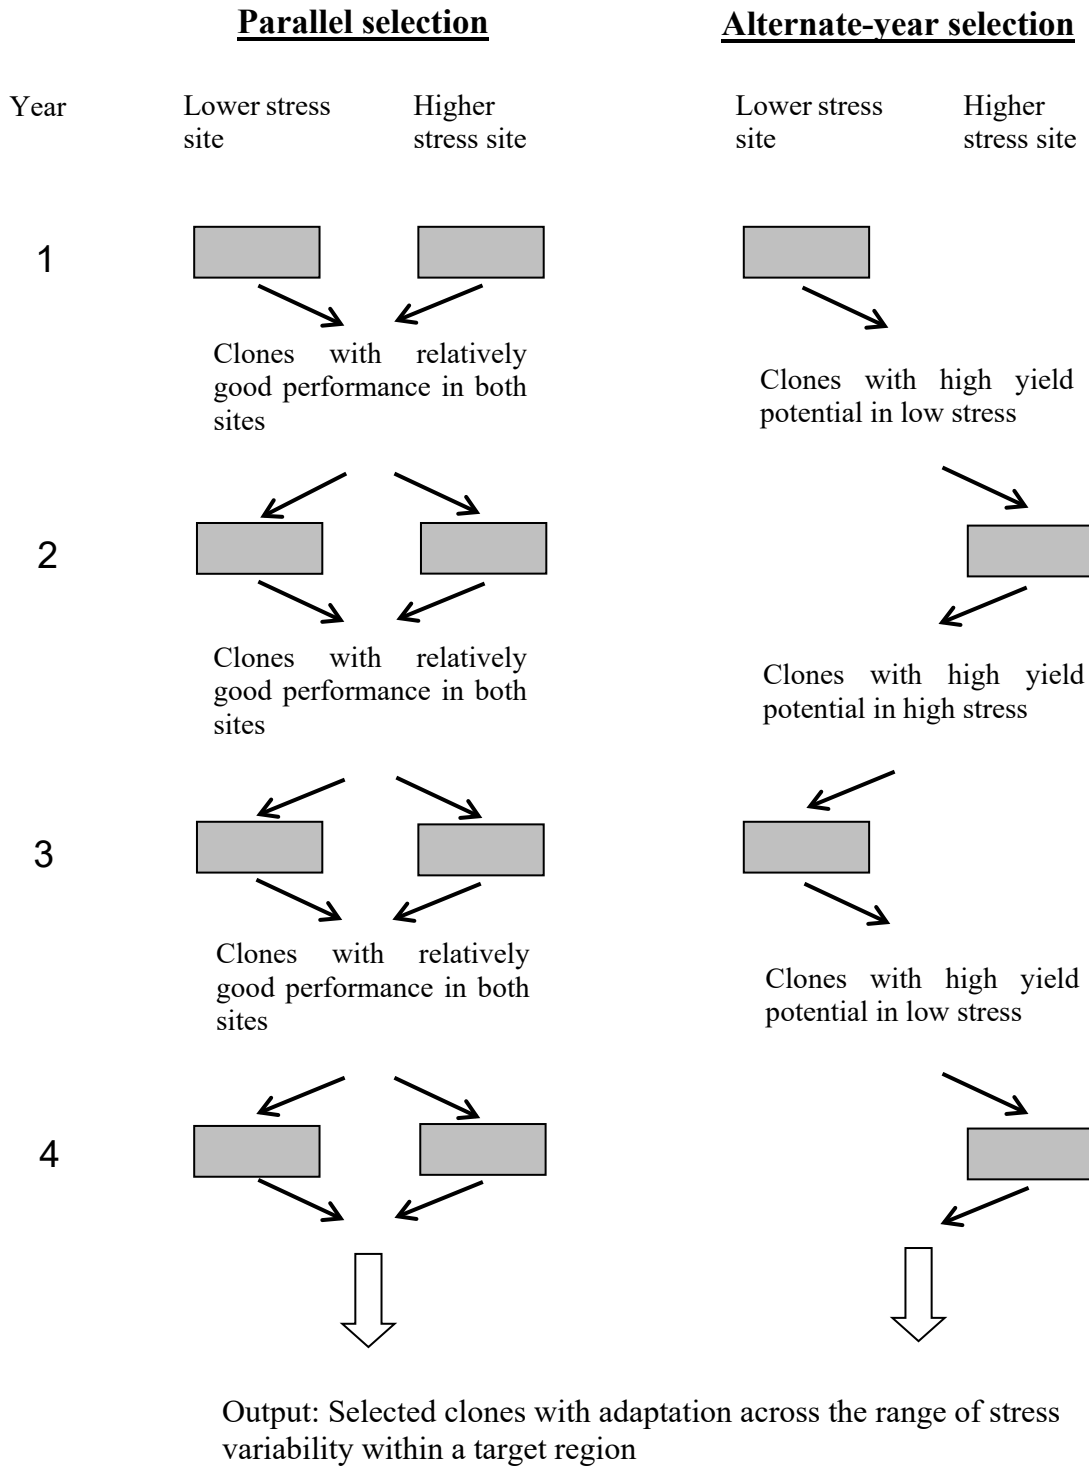 Parallel selection
Alternate-year selection
Year
Lower stress
site
Higher
stress site
Lower stress
site
Higher
stress site
1
Clones with relatively
good performance in both
sites
Clones with high yield
potential in low stress
2
Clones with relatively
good performance in both
sites
Clones with high yield
potential in high stress
3
Clones with relatively
good performance in both
sites
Clones with high yield
potential in low stress
4
Output: Selected clones with adaptation across the range of stress
variability within a target region